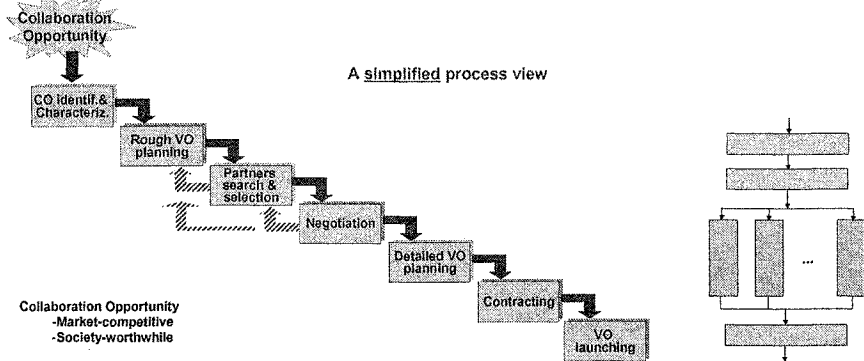 Collaboration
Opportunity
A simplified process view
CO Identif.&
Characteriz.
Rough VO
planning
Partners
search &
selection
Negotiation
Detailed VO
planning
Contracting
VO
launching
...
Collaboration Opportunity
-Market-competitive
-Society-worthwhile